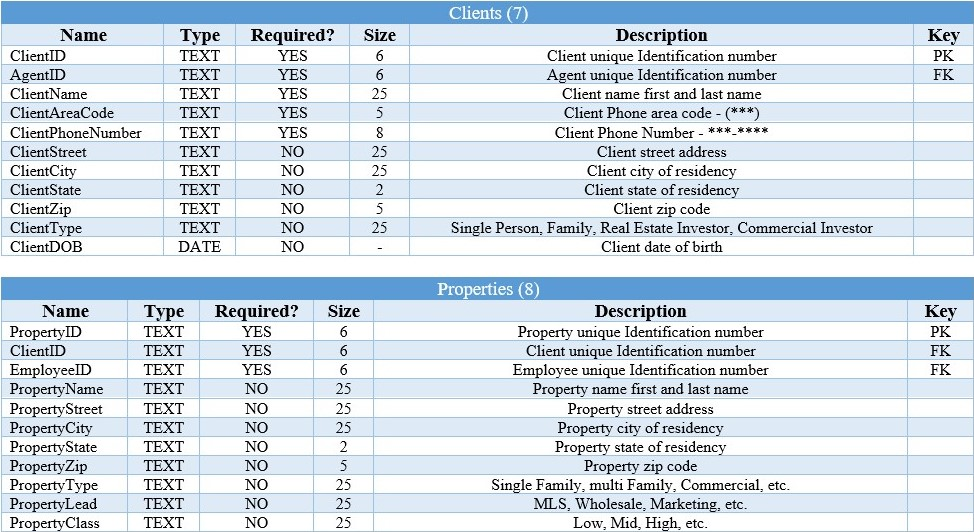 Clients (7)
Name Type Required? Size Description Key
ClientID TEXT YES 6 Client unique Identification number PK
AgentID TEXT YES 6 Agent unique Identification number FK
ClientName TEXT YES 25 Client name first and last name
ClientAreaCode TEXT YES 5 Client Phone area code - (***)
ClientPhoneNumber TEXT YES 8 Client Phone Number - ***-****
ClientStreet TEXT NO 25 Client street address
ClientCity TEXT NO 25 Client city of residency
ClientState TEXT NO 2 Client state of residency
ClientZip TEXT NO 5 Client zip code
ClientType TEXT NO 25 Single Person, Family, Real Estate Investor, Commercial Investor
ClientDOB DATE NO - Client date of birth
Properties (8)
Name Type Required? Size Description Key
PropertyID TEXT YES 6 Property unique Identification number PK
ClientID TEXT YES 6 Client unique Identification number FK
EmployeeID TEXT YES 6 Employee unique Identification number FK
PropertyName TEXT NO 25 Property name first and last name
PropertyStreet TEXT NO 25 Property street address
PropertyCity TEXT NO 25 Property city of residency
PropertyState TEXT NO 2 Property state of residency
PropertyZip TEXT NO 5 Property zip code
PropertyType TEXT NO 25 Single Family, multi Family, Commercial, etc.
PropertyLead TEXT NO 25 MLS, Wholesale, Marketing, etc.
PropertyClass TEXT NO 25 Low, Mid, High, etc.